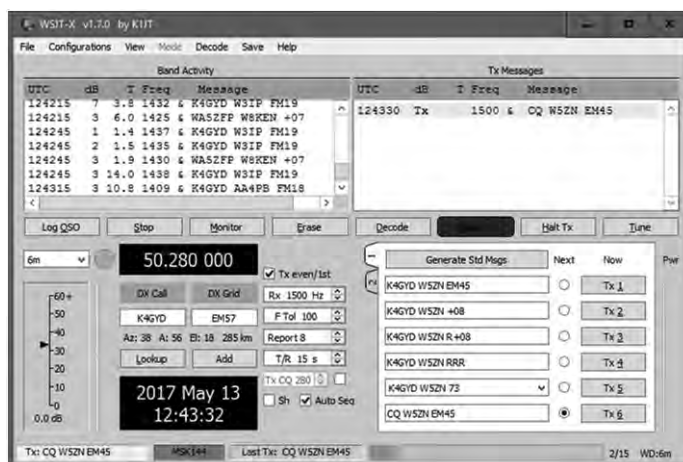 WSJT-X v1.7.0 by K1JT
File Configurations View Mode Decode Save Help
Band Activity
UTC dB T Freq Message
124215 7 3.8 1432 & K4GYD W3IP FM19
124215 3 6.0 1425 & WA5ZFP W8KEN +07
124245 1 1.4 1437 & K4GYD W3IP FM19
124245 2 1.5 1435 & K4GYD W3IP FM19
124245 3 1.9 1430 & WA5ZFP W8KEN +07
124245 3 14.0 1438 & K4GYD W3IP FM19
124315 3 10.8 1409 & K4GYD AA4PB FM18
Tx Messages
UTC dB T Freq Message
124330 Tx 1500 & CQ W5ZN EM45
Log QSO Stop Monitor Erase Decode Halt Tx Tune
6m 50.280 000
Tx even/1st
DX Call DX Grid
K4GYD EM57
Az: 38 A: 56 El: 18 285 km
Lookup Add
2017 May 13
12:43:32
Rx 1500 Hz
F Tol 100
Report 8
T/R 15 s
Tx CQ 280
Sh Auto Seq
60+
50
40
30
20
10
0
0.0 dB
1
2
Generate Std Msgs Next Now Pwr
K4GYD W5ZN EM45 Tx 1
K4GYD W5ZN +08 Tx 2
K4GYD W5ZN R+08 Tx 3
K4GYD W5ZN RRR Tx 4
K4GYD W5ZN 73 Tx 5
CQ W5ZN EM45 Tx 6
Tx: CQ W5ZN EM45 MSK144 Last Tx: CQ W5ZN EM45 2/15 WD:6m